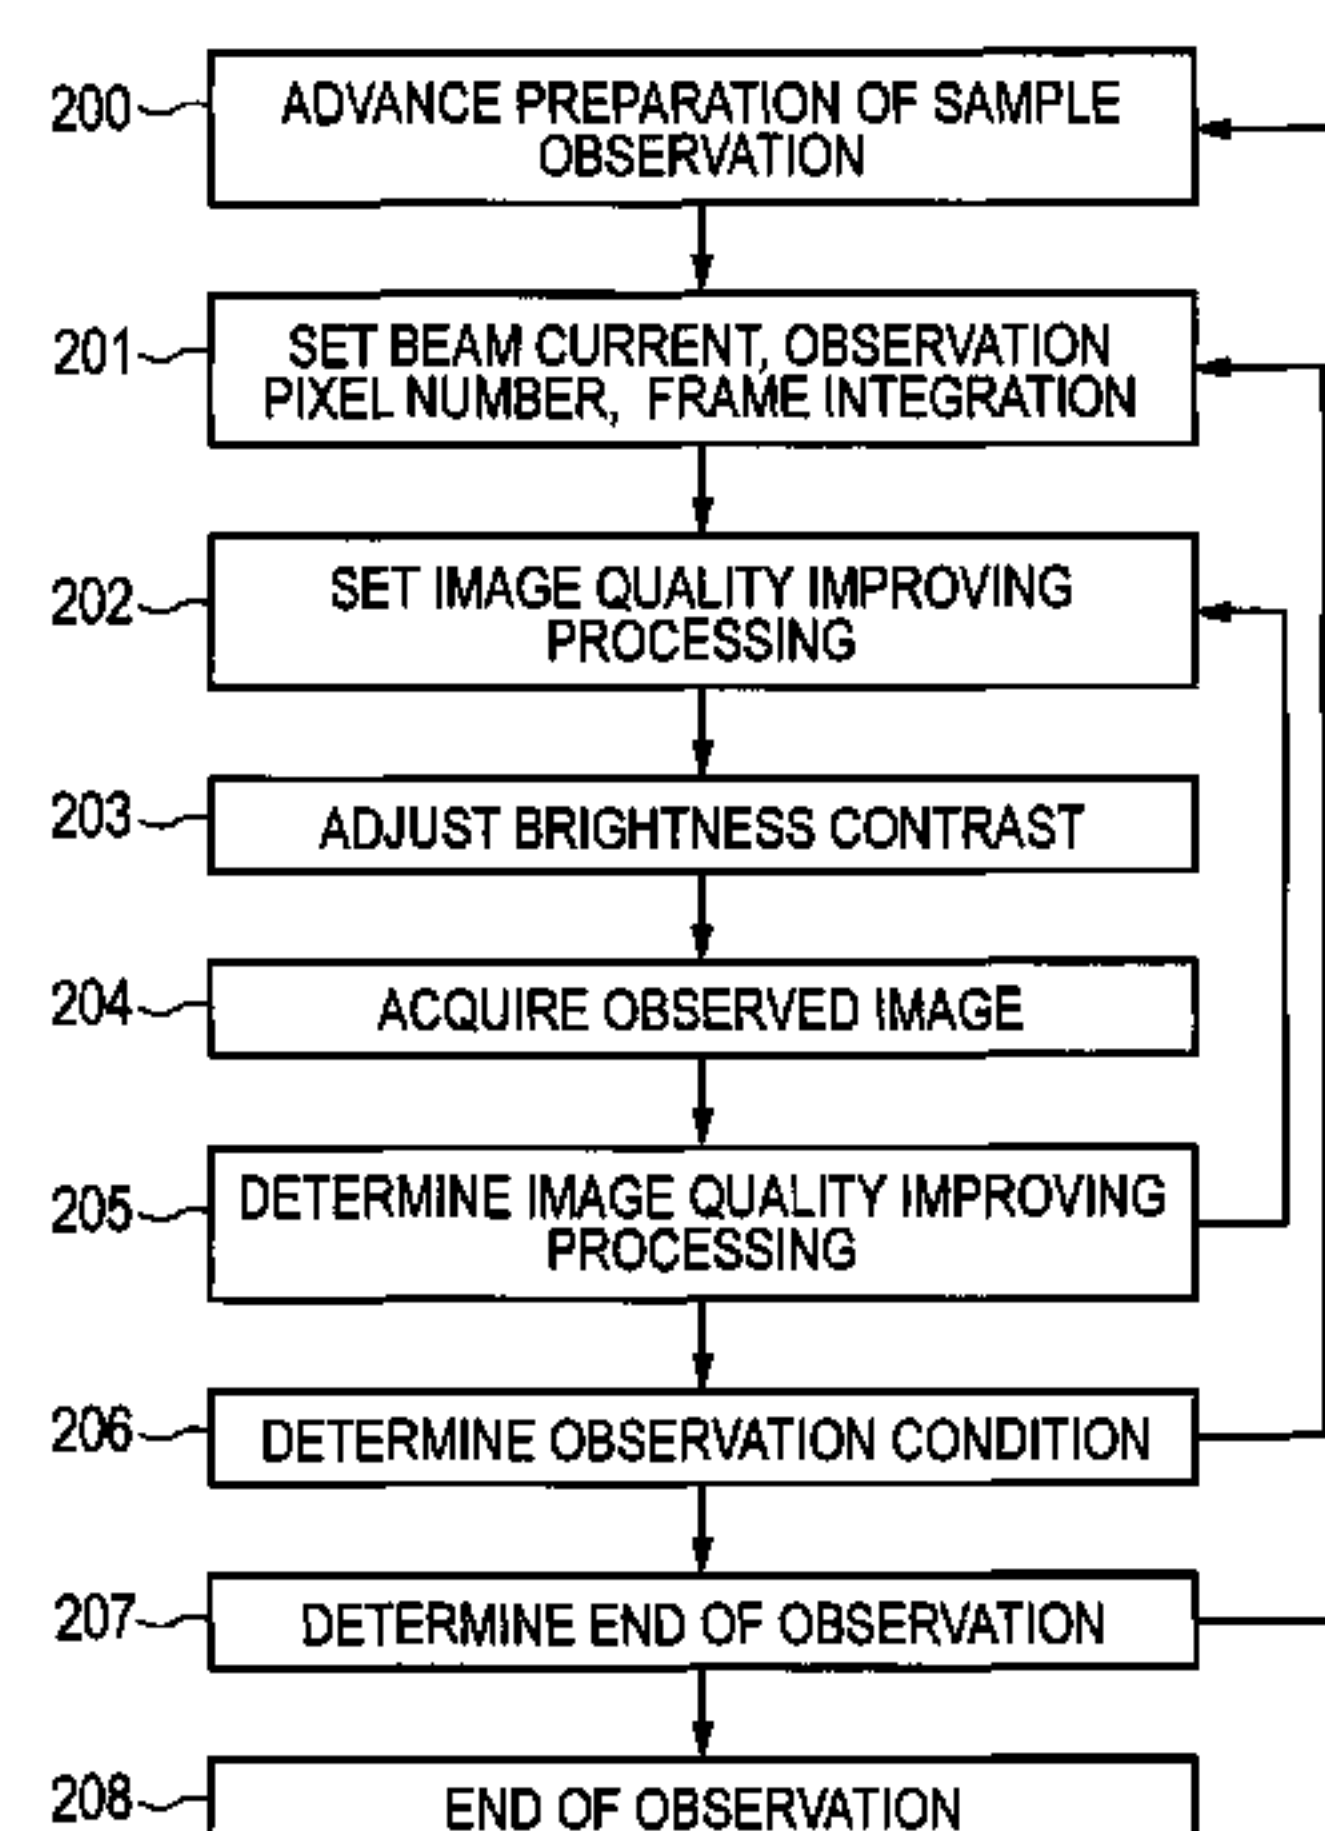 200
ADVANCE PREPARATION OF SAMPLE
OBSERVATION
201
SET BEAM CURRENT, OBSERVATION
PIXEL NUMBER, FRAME INTEGRATION
202
SET IMAGE QUALITY IMPROVING
PROCESSING
203
ADJUST BRIGHTNESS CONTRAST
204
ACQUIRE OBSERVED IMAGE
205
DETERMINE IMAGE QUALITY IMPROVING
PROCESSING
206
DETERMINE OBSERVATION CONDITION
207
DETERMINE END OF OBSERVATION
208
END OF OBSERVATION